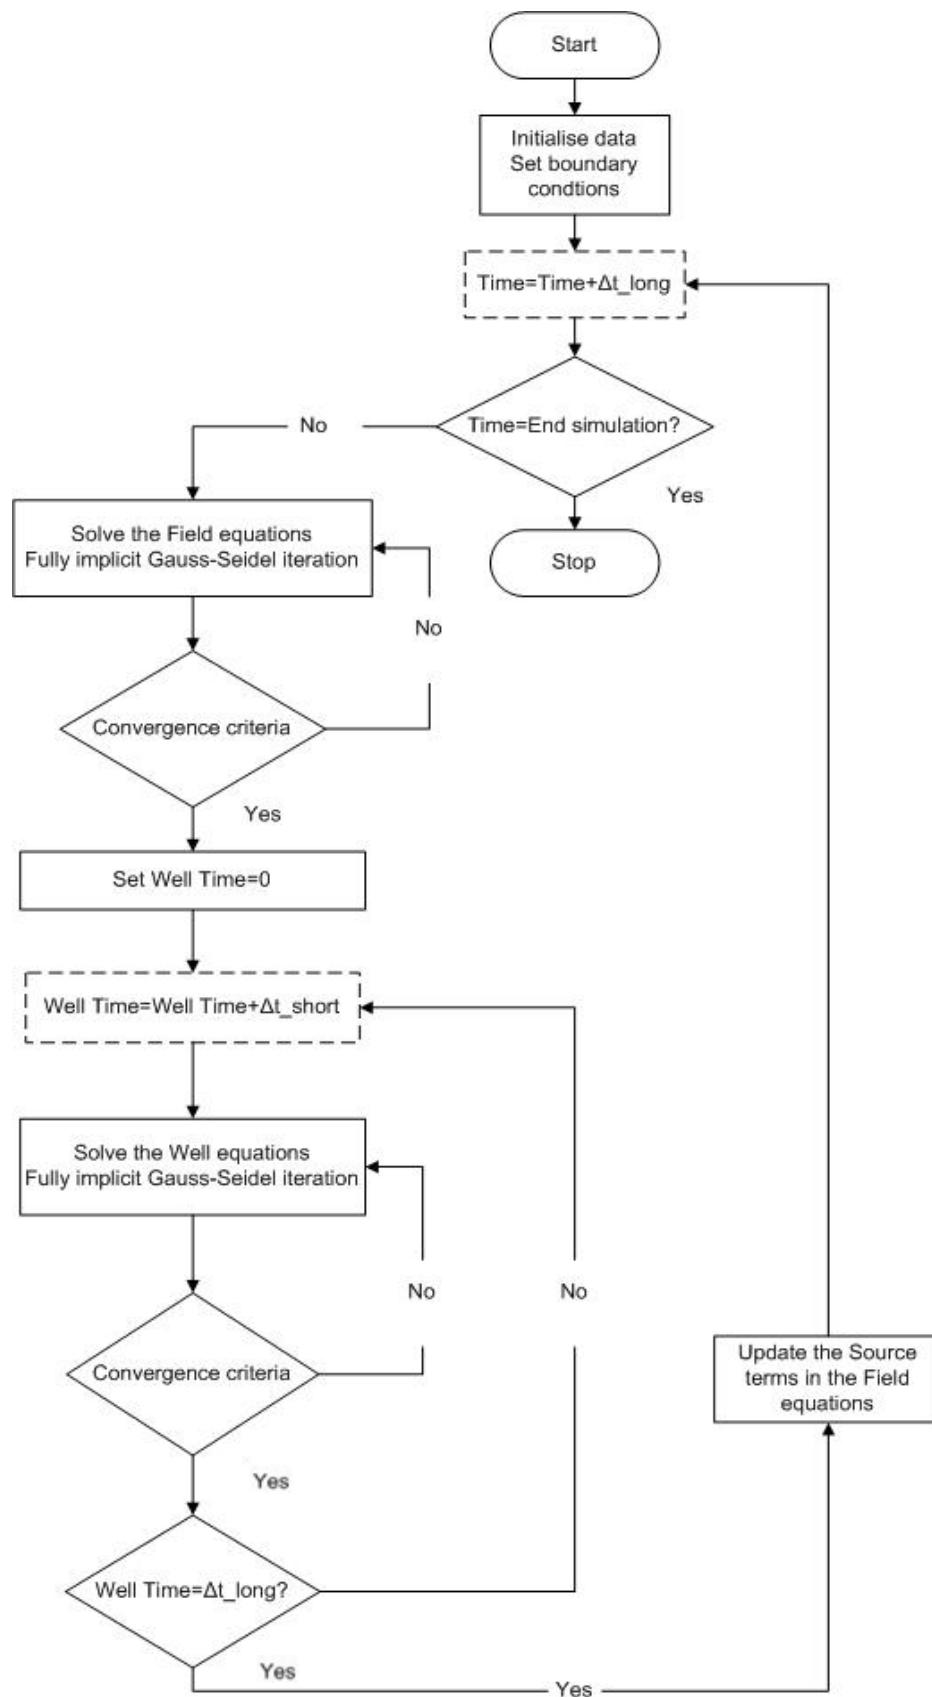 Start
Initialise data
Set boundary
condtions
Time=Time+Δt_long
Time=End simulation?
No
Yes
Stop
Solve the Field equations
Fully implicit Gauss-Seidel iteration
No
Convergence criteria
Yes
Set Well Time=0
Well Time=Well Time+Δt_short
Solve the Well equations
Fully implicit Gauss-Seidel iteration
No
No
Convergence criteria
Yes
Update the Source
terms in the Field
equations
Well Time=Δt_long?
Yes
Yes